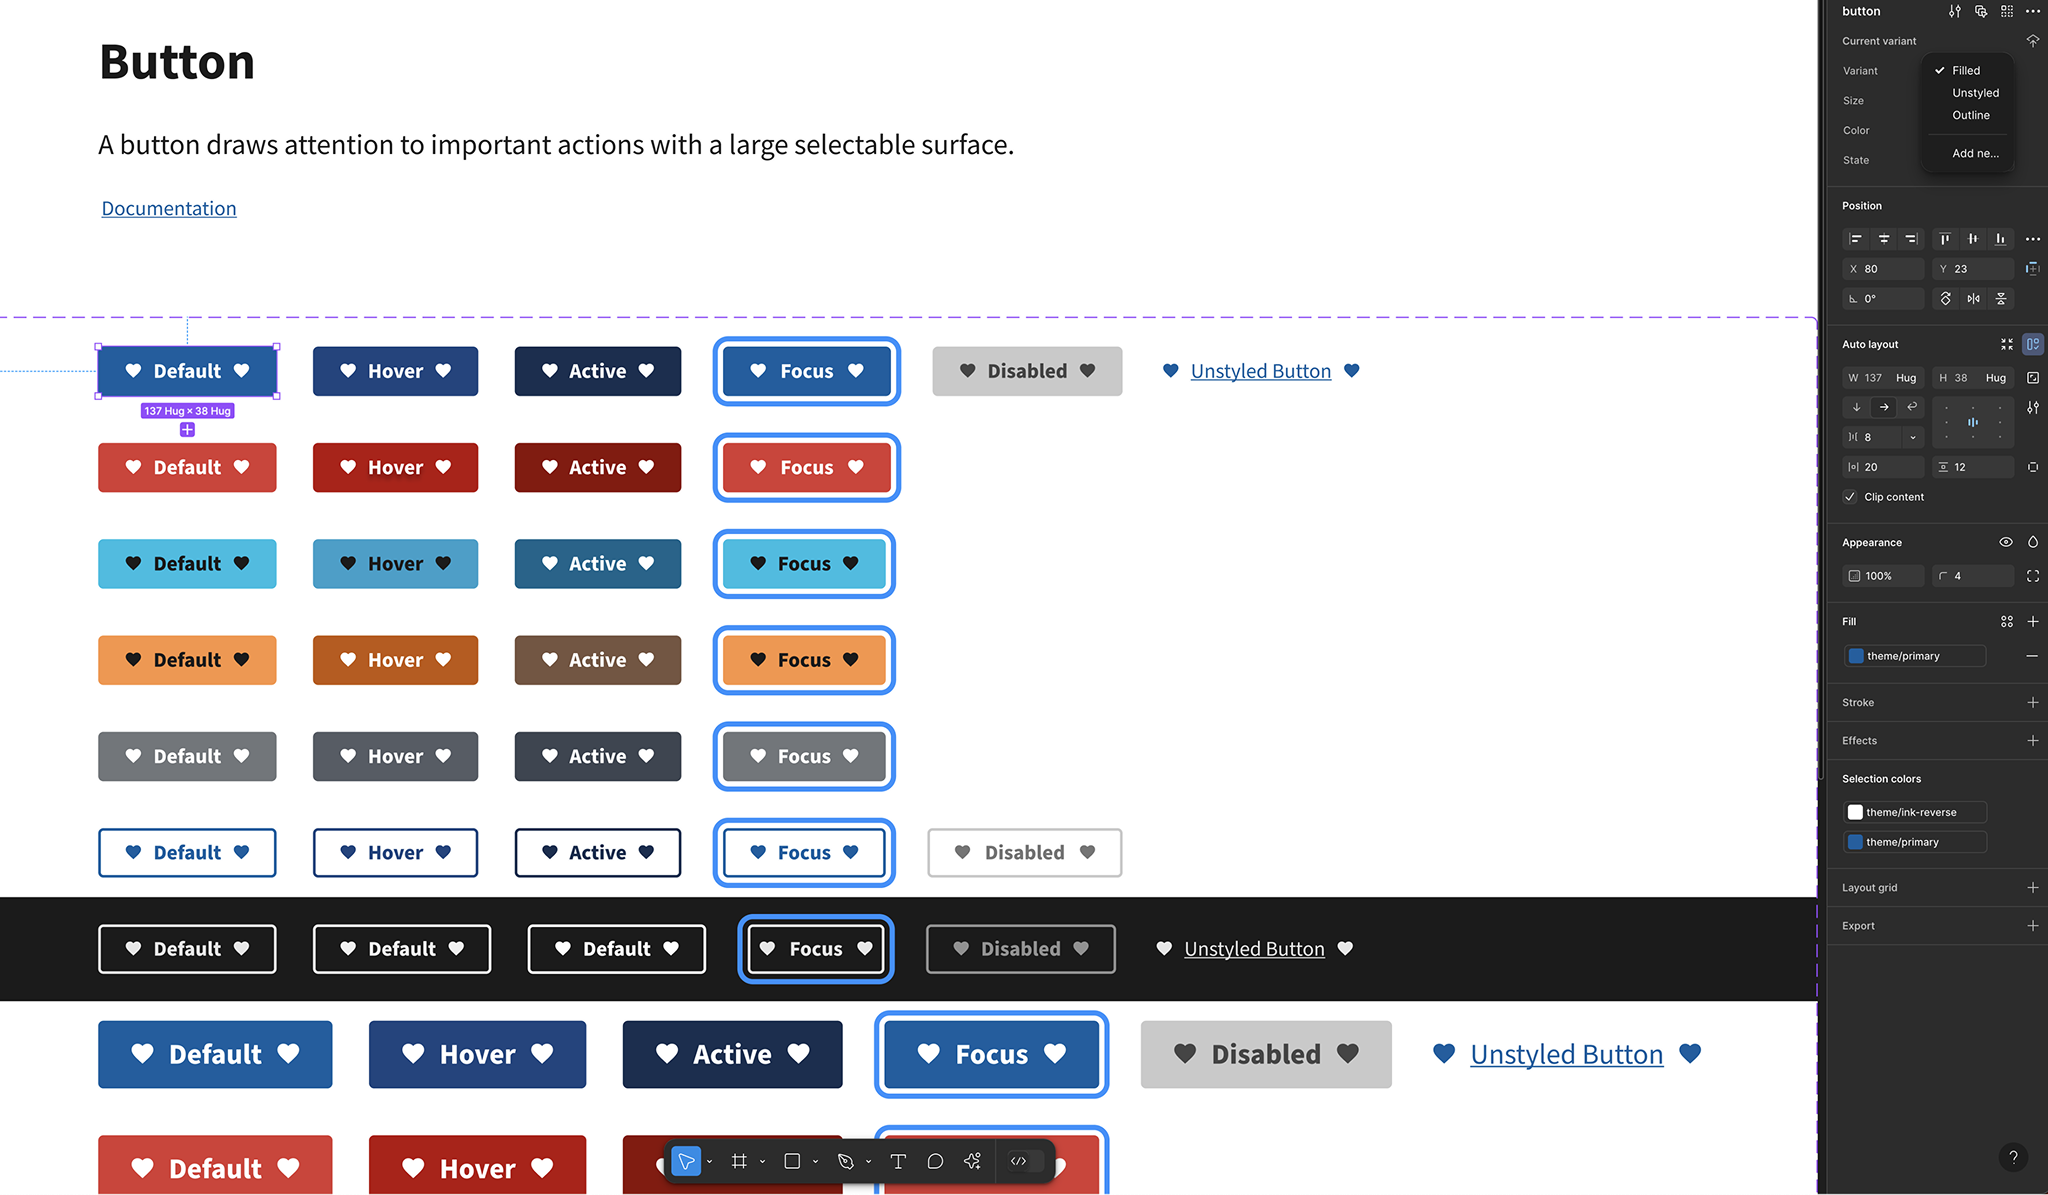 Button
A button draws attention to important actions with a large selectable surface.
Documentation
Default Hover Active Focus Disabled Unstyled Button
137 Hug × 38 Hug
Default Hover Active Focus
Default Hover Active Focus
Default Hover Active Focus
Default Hover Active Focus
Default Hover Active Focus Disabled
Default Default Default Focus Disabled Unstyled Button
Default Hover Active Focus Disabled Unstyled Button
Default Hover
button
Current variant
Variant
Size
Color
State
Filled
Unstyled
Outline
Add ne...
Position
X 80 Y 23
0°
Auto layout
W 137 Hug H 38 Hug
8
20 12
Clip content
Appearance
100% 4
Fill
theme/primary
Stroke
Effects
Selection colors
theme/ink-reverse
theme/primary
Layout grid
Export
?